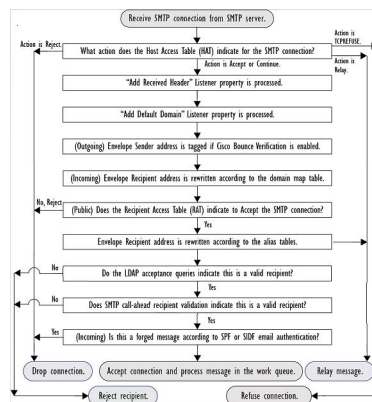 Receive SMTP connection from SMTP server.
Action is Reject.
Action is
TCPREFUSE.
What action does the Host Access Table (HAT) indicate for the SMTP connection?
Action is Accept or Continue.
Action is
Relay.
“Add Received Header” Listener property is processed.
“Add Default Domain” Listener property is processed.
(Outgoing) Envelope Sender address is tagged if Cisco Bounce Verification is enabled.
(Incoming) Envelope Recipient address is rewritten according to the domain map table.
No, Reject
(Public) Does the Recipient Access Table (RAT) indicate to Accept the SMTP connection?
Yes
Envelope Recipient address is rewritten according to the alias tables.
No
Do the LDAP acceptance queries indicate this is a valid recipient?
Yes
No
Does SMTP call-ahead recipient validation indicate this is a valid recipient?
Yes
Yes
(Incoming) Is this a forged message according to SPF or SIDF email authentication?
Drop connection.
Accept connection and process message in the work queue.
Relay message.
Reject recipient.
Refuse connection.